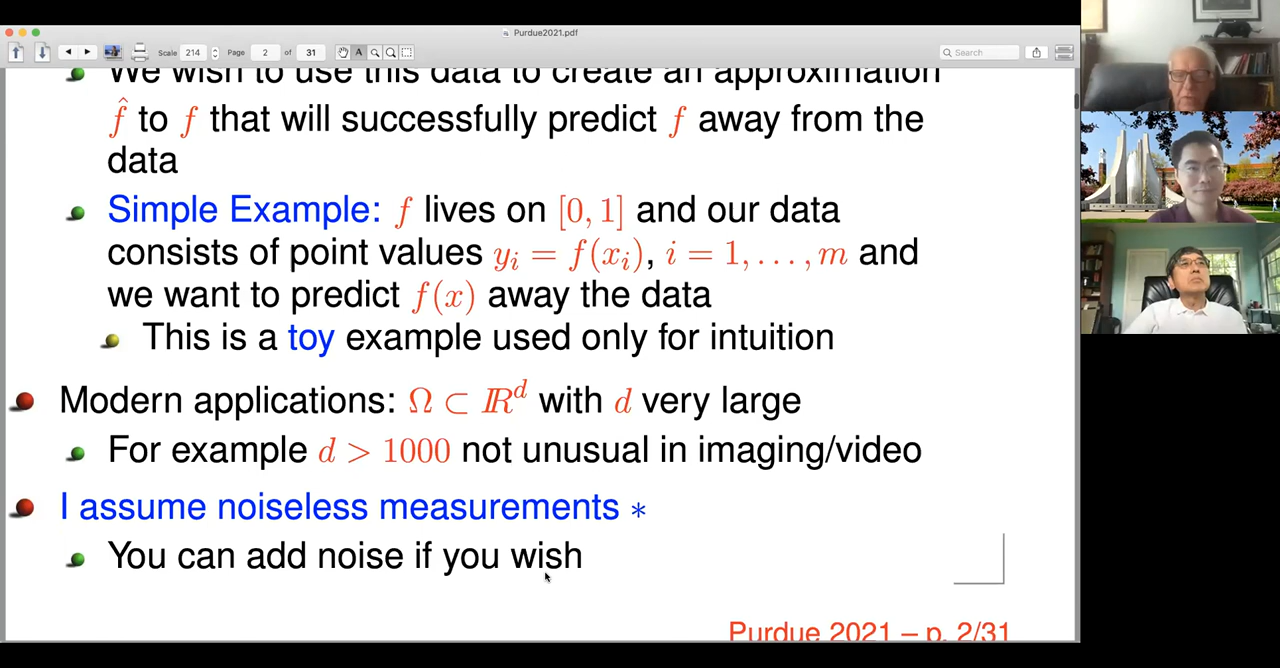 Purdue2021.pdf
Scale 214 Page 2 of 31
Search
We wish to use this data to create an approximation
f̂ to f that will successfully predict f away from the
data
Simple Example: f lives on [0, 1] and our data
consists of point values yᵢ = f(xᵢ), i = 1, . . . , m and
we want to predict f(x) away the data
This is a toy example used only for intuition
Modern applications: Ω ⊂ ℝᵈ with d very large
For example d > 1000 not unusual in imaging/video
I assume noiseless measurements ∗
You can add noise if you wish
Purdue 2021 – p. 2/31